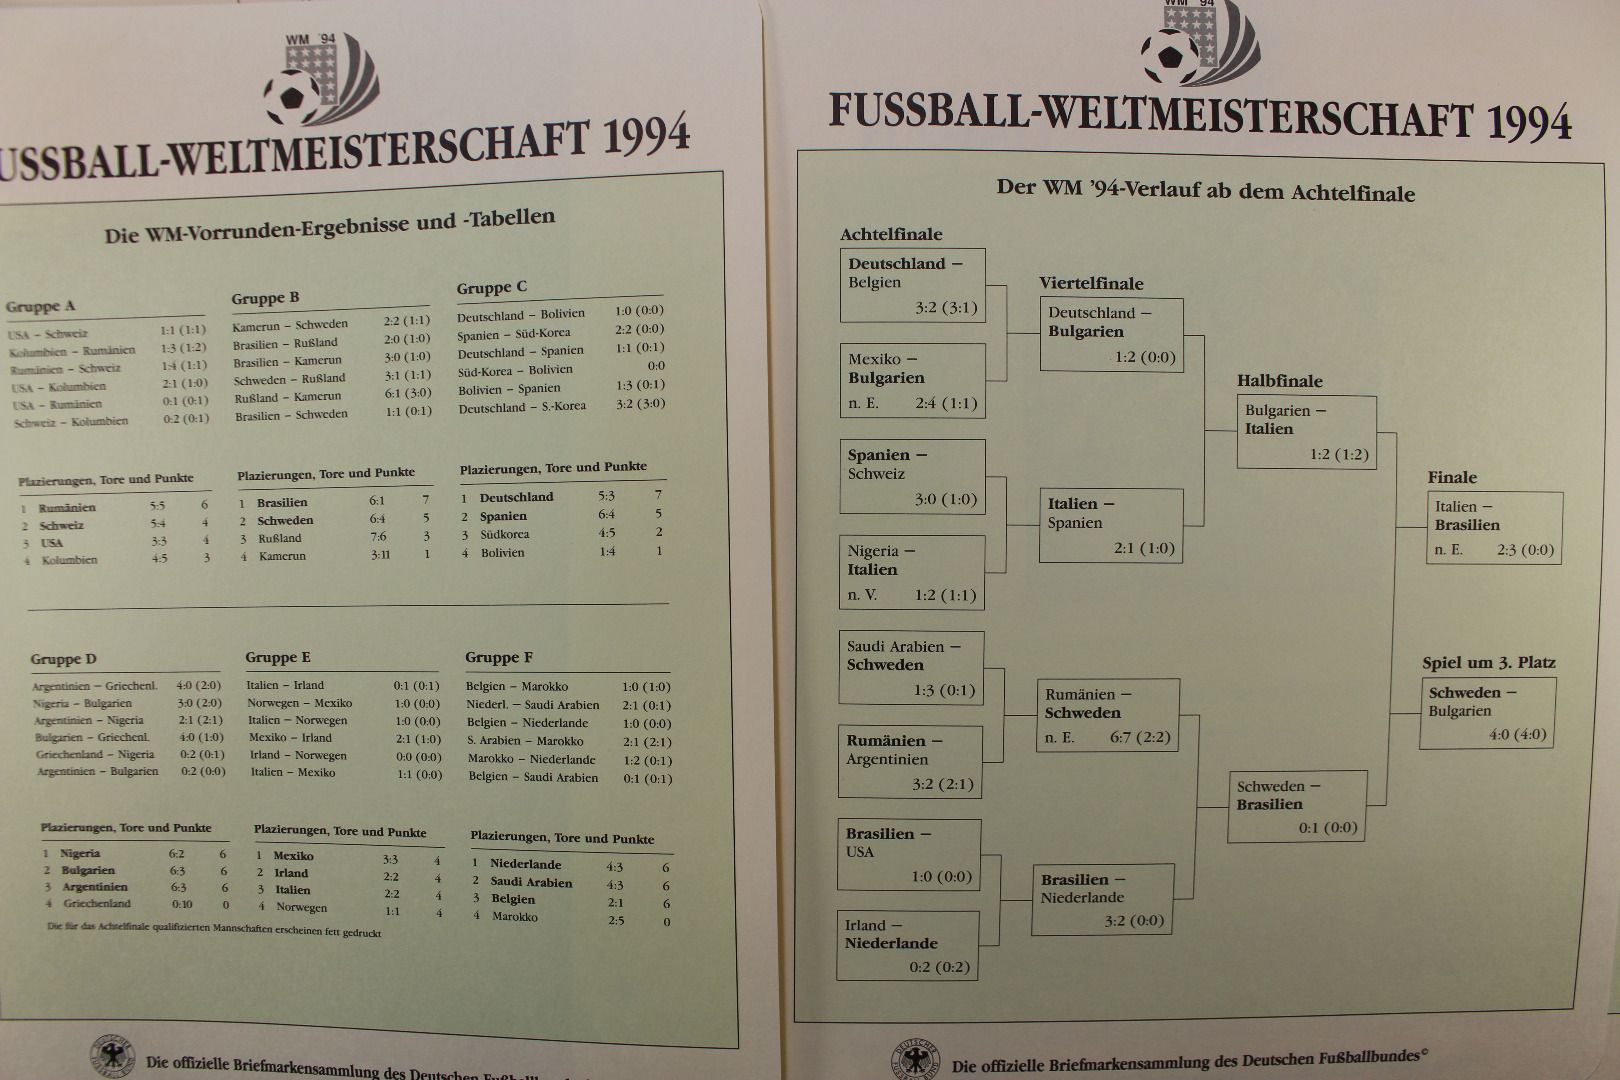 WM '94
USSBALL-WELTMEISTERSCHAFT 1994
Die WM-Vorrunden-Ergebnisse und -Tabellen
Gruppe A
USA – Schweiz 1:1 (1:1)
Kolumbien – Rumänien 1:3 (1:2)
Rumänien – Schweiz 1:4 (1:1)
USA – Kolumbien 2:1 (1:0)
USA – Rumänien 0:1 (0:1)
Schweiz – Kolumbien 0:2 (0:1)
Plazierungen, Tore und Punkte
1 Rumänien 5:5 6
2 Schweiz 5:4 4
3 USA 3:3 4
4 Kolumbien 4:5 3
Gruppe B
Kamerun – Schweden 2:2 (1:1)
Brasilien – Rußland 2:0 (1:0)
Brasilien – Kamerun 3:0 (1:0)
Schweden – Rußland 3:1 (1:1)
Rußland – Kamerun 6:1 (3:0)
Brasilien – Schweden 1:1 (0:1)
Plazierungen, Tore und Punkte
1 Brasilien 6:1 7
2 Schweden 6:4 5
3 Rußland 7:6 3
4 Kamerun 3:11 1
Gruppe C
Deutschland – Bolivien 1:0 (0:0)
Spanien – Süd-Korea 2:2 (0:0)
Deutschland – Spanien 1:1 (0:1)
Süd-Korea – Bolivien 0:0
Bolivien – Spanien 1:3 (0:1)
Deutschland – S.-Korea 3:2 (3:0)
Plazierungen, Tore und Punkte
1 Deutschland 5:3 7
2 Spanien 6:4 5
3 Südkorea 4:5 2
4 Bolivien 1:4 1
Gruppe D
Argentinien – Griechenl. 4:0 (2:0)
Nigeria – Bulgarien 3:0 (2:0)
Argentinien – Nigeria 2:1 (2:1)
Bulgarien – Griechenl. 4:0 (1:0)
Griechenland – Nigeria 0:2 (0:1)
Argentinien – Bulgarien 0:2 (0:0)
Plazierungen, Tore und Punkte
1 Nigeria 6:2 6
2 Bulgarien 6:3 6
3 Argentinien 6:3 6
4 Griechenland 0:10 0
Gruppe E
Italien – Irland 0:1 (0:1)
Norwegen – Mexiko 1:0 (0:0)
Italien – Norwegen 1:0 (0:0)
Mexiko – Irland 2:1 (1:0)
Irland – Norwegen 0:0 (0:0)
Italien – Mexiko 1:1 (0:0)
Plazierungen, Tore und Punkte
1 Mexiko 3:3 4
2 Irland 2:2 4
3 Italien 2:2 4
4 Norwegen 1:1 4
Gruppe F
Belgien – Marokko 1:0 (1:0)
Niederl. – Saudi Arabien 2:1 (0:1)
Belgien – Niederlande 1:0 (0:0)
S. Arabien – Marokko 2:1 (2:1)
Marokko – Niederlande 1:2 (0:1)
Belgien – Saudi Arabien 0:1 (0:1)
Plazierungen, Tore und Punkte
1 Niederlande 4:3 6
2 Saudi Arabien 4:3 6
3 Belgien 2:1 6
4 Marokko 2:5 0
Die für das Achtelfinale qualifizierten Mannschaften erscheinen fett gedruckt
Die offizielle Briefmarkensammlung des Deutschen
WM '94
FUSSBALL-WELTMEISTERSCHAFT 1994
Der WM '94-Verlauf ab dem Achtelfinale
Achtelfinale
Deutschland –
Belgien
3:2 (3:1)
Mexiko –
Bulgarien
n. E. 2:4 (1:1)
Spanien –
Schweiz
3:0 (1:0)
Nigeria –
Italien
n. V. 1:2 (1:1)
Saudi Arabien –
Schweden
1:3 (0:1)
Rumänien –
Argentinien
3:2 (2:1)
Brasilien –
USA
1:0 (0:0)
Irland –
Niederlande
0:2 (0:2)
Viertelfinale
Deutschland –
Bulgarien
1:2 (0:0)
Italien –
Spanien
2:1 (1:0)
Rumänien –
Schweden
n. E. 6:7 (2:2)
Brasilien –
Niederlande
3:2 (0:0)
Halbfinale
Bulgarien –
Italien
1:2 (1:2)
Schweden –
Brasilien
0:1 (0:0)
Finale
Italien –
Brasilien
n. E. 2:3 (0:0)
Spiel um 3. Platz
Schweden –
Bulgarien
4:0 (4:0)
DEUTSCHER
FUSSBALL-BUND
Die offizielle Briefmarkensammlung des Deutschen Fußballbundes©